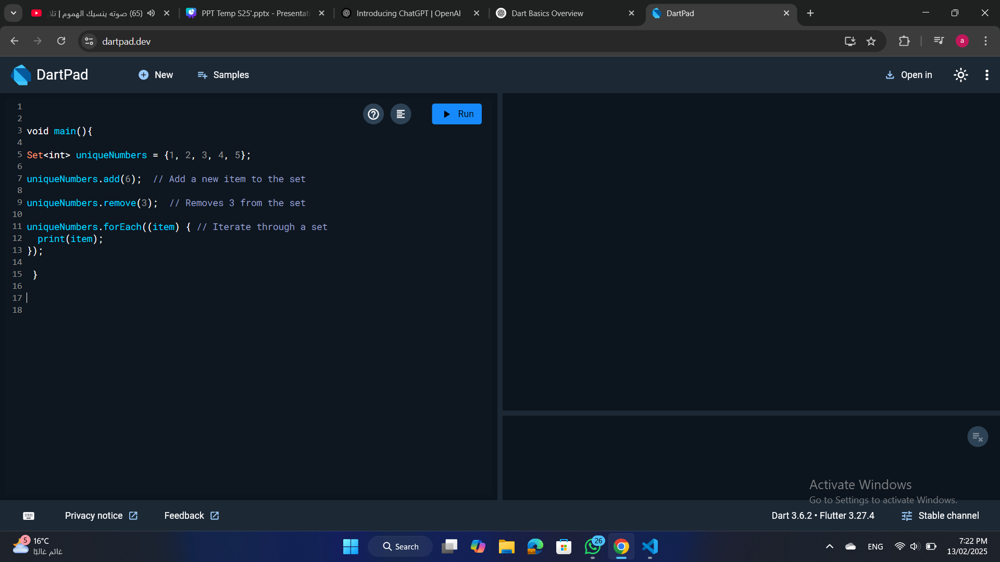 (65) صوته ينسيك الهموم | تلا
PPT Temp S25'.pptx - Presentati
Introducing ChatGPT | OpenAI
Dart Basics Overview
DartPad
dartpad.dev
a
DartPad
New
Samples
Open in
Run
1
2
3 void main(){
4
5 Set<int> uniqueNumbers = {1, 2, 3, 4, 5};
6
7 uniqueNumbers.add(6);  // Add a new item to the set
8
9 uniqueNumbers.remove(3);  // Removes 3 from the set
10
11 uniqueNumbers.forEach((item) { // Iterate through a set
12   print(item);
13 });
14
15  }
16
17
18
Activate Windows
Go to Settings to activate Windows.
Privacy notice
Feedback
Dart 3.6.2 • Flutter 3.27.4
Stable channel
5
16°C
غائم غالبًا
Search
26
ENG
7:22 PM
13/02/2025